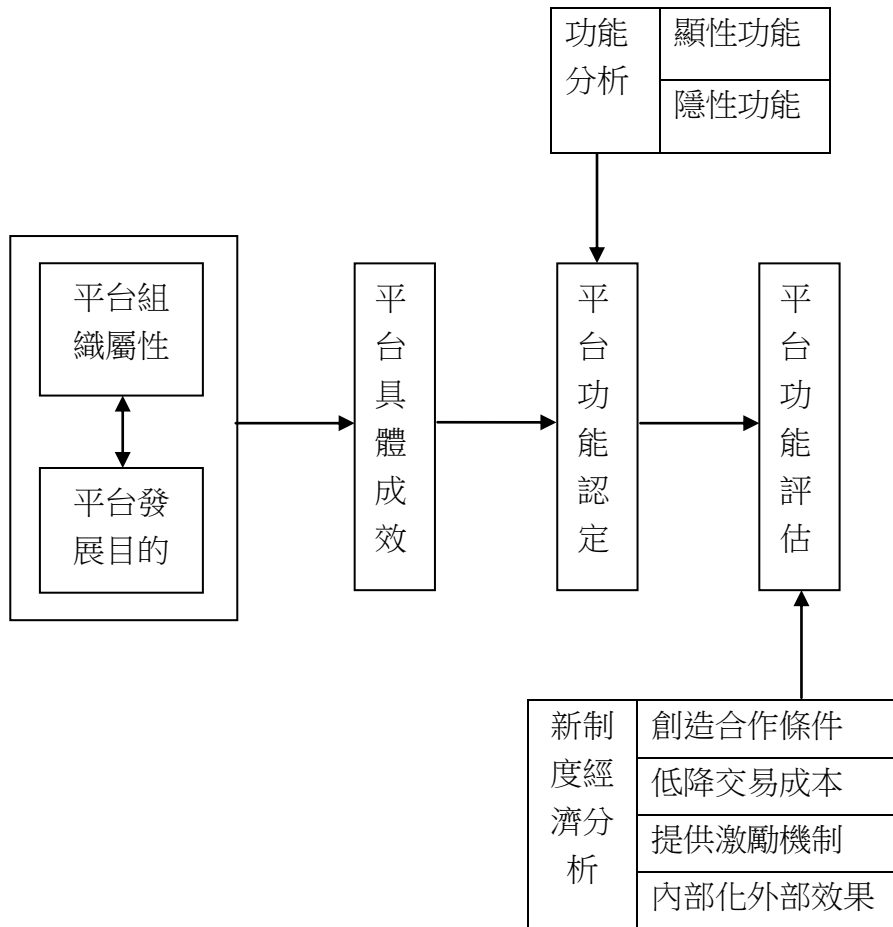 功能
分析
顯性功能
隱性功能
平台組
織屬性
平台發
展目的
平
台
具
體
成
效
平
台
功
能
認
定
平
台
功
能
評
估
新制
度經
濟分
析
創造合作條件
低降交易成本
提供激勵機制
內部化外部效果